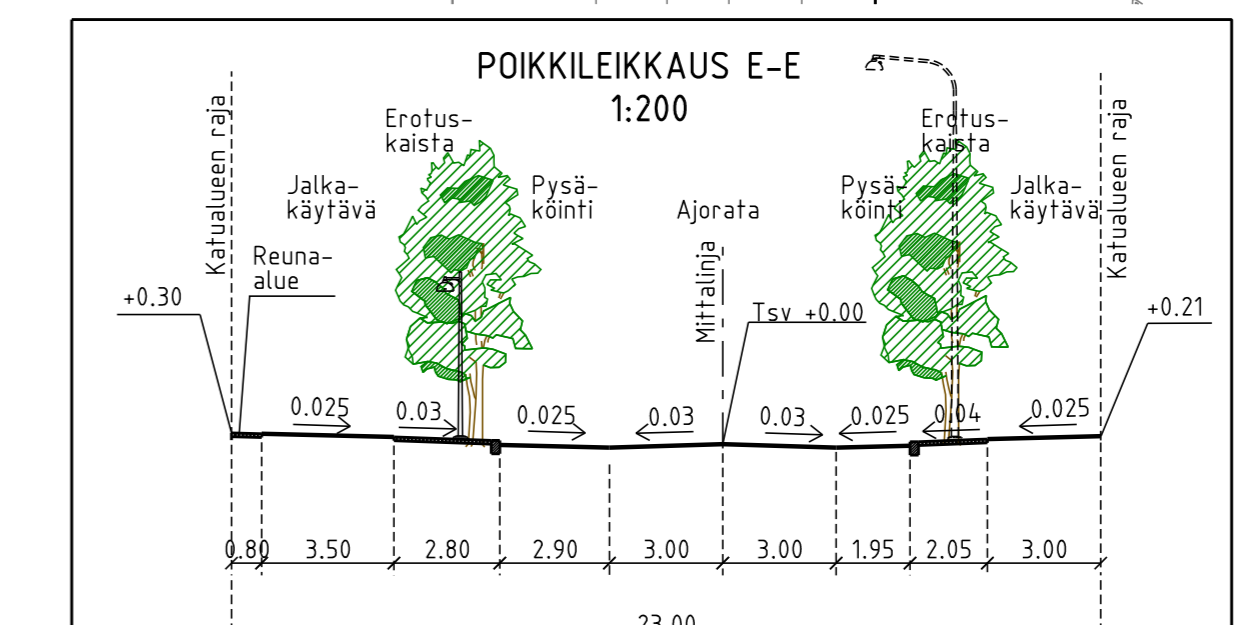 POIKKILEIKKAUS E-E
1:200
Katualueen raja
Erotus-
kaista
Jalka-
käytävä
Reuna-
alue
+0.30
Pysä-
köinti
Ajorata
Mittalinja
Tsv +0.00
Pysä-
köinti
Erotus-
kaista
Jalka-
käytävä
Katualueen raja
+0.21
0.025
0.03
0.025
0.03
0.03
0.025
0.04
0.025
0.80
3.50
2.80
2.90
3.00
3.00
1.95
2.05
3.00
23.00